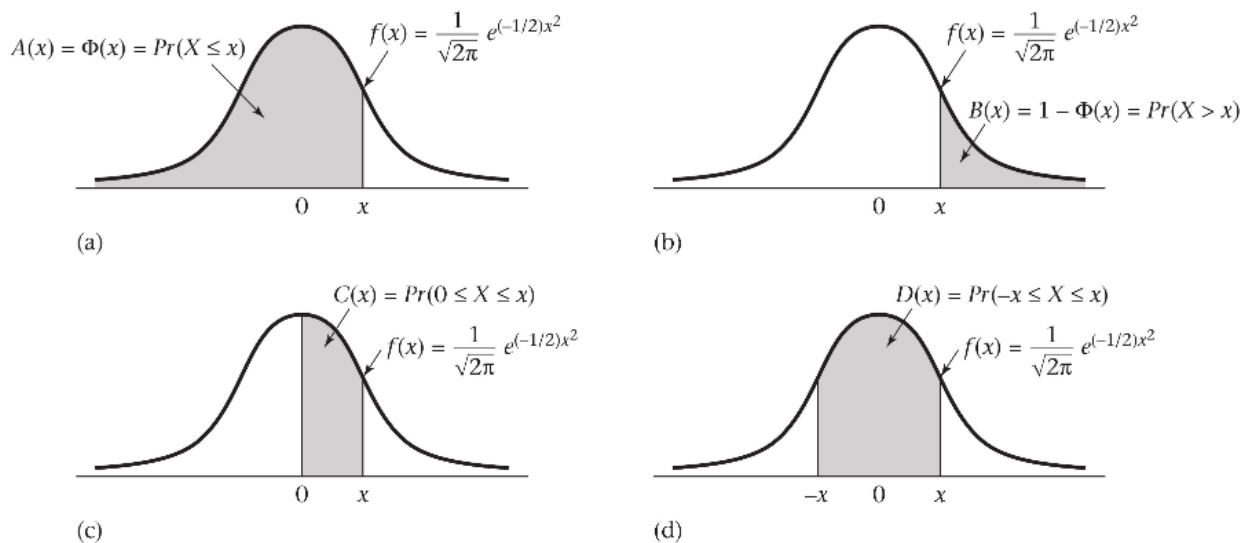 A(x) = Φ(x) = Pr(X ≤ x)
f(x) = 1/√2π e^(–1/2)x²
0 x
(a)
f(x) = 1/√2π e^(–1/2)x²
B(x) = 1 – Φ(x) = Pr(X > x)
0 x
(b)
C(x) = Pr(0 ≤ X ≤ x)
f(x) = 1/√2π e^(–1/2)x²
0 x
(c)
D(x) = Pr(–x ≤ X ≤ x)
f(x) = 1/√2π e^(–1/2)x²
–x 0 x
(d)